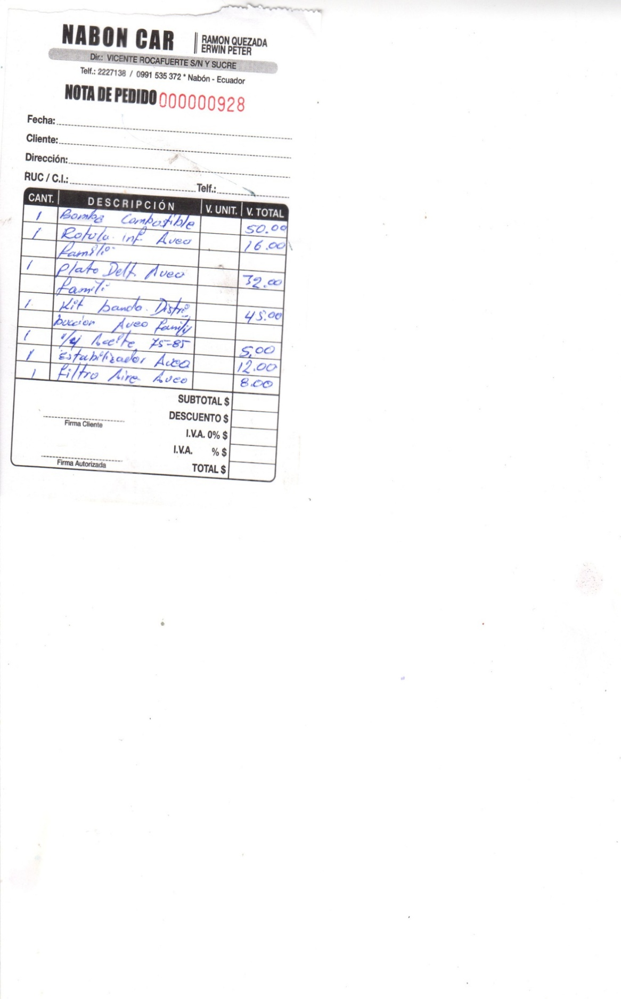 NABON CAR
RAMON QUEZADA
ERWIN PETER
Dir.: VICENTE ROCAFUERTE S/N Y SUCRE
Telf.: 2227138 / 0991 535 372 * Nabón - Ecuador
NOTA DE PEDIDO 000000928
Fecha:
Cliente:
Dirección:
RUC / C.I.: Telf.:
CANT. DESCRIPCIÓN V. UNIT. V. TOTAL
1 Bomba Combustible 50.00
1 Rotula inf. Aveo 16.00
famili
1 Plato Delt. Aveo 32.00
famili
1 Kit banda Distri 45.00
buccion Aveo family
1 1/4 Aceite 75-85 5.00
1 Estabilizador Aveo 12.00
1 filtro Aire Aveo 8.00
SUBTOTAL $
DESCUENTO $
Firma Cliente
I.V.A. 0% $
I.V.A. % $
Firma Autorizada
TOTAL $